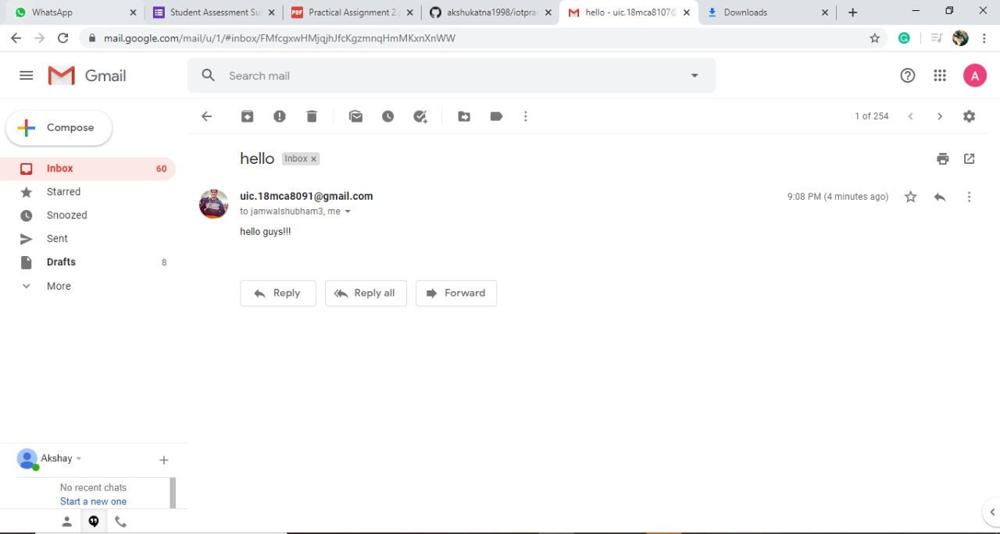 WhatsApp
Student Assessment Su
Practical Assignment 2.
akshukatna1998/iotpra
hello - uic.18mca8107@
Downloads
mail.google.com/mail/u/1/#inbox/FMfcgxwHMjqjhJfcKgzmnqHmMKxnXnWW
Gmail
Search mail
A
Compose
1 of 254
Inbox 60
Starred
Snoozed
Sent
Drafts 8
More
hello Inbox x
uic.18mca8091@gmail.com 9:08 PM (4 minutes ago)
to jamwalshubham3, me
hello guys!!!
Reply Reply all Forward
Akshay
No recent chats
Start a new one